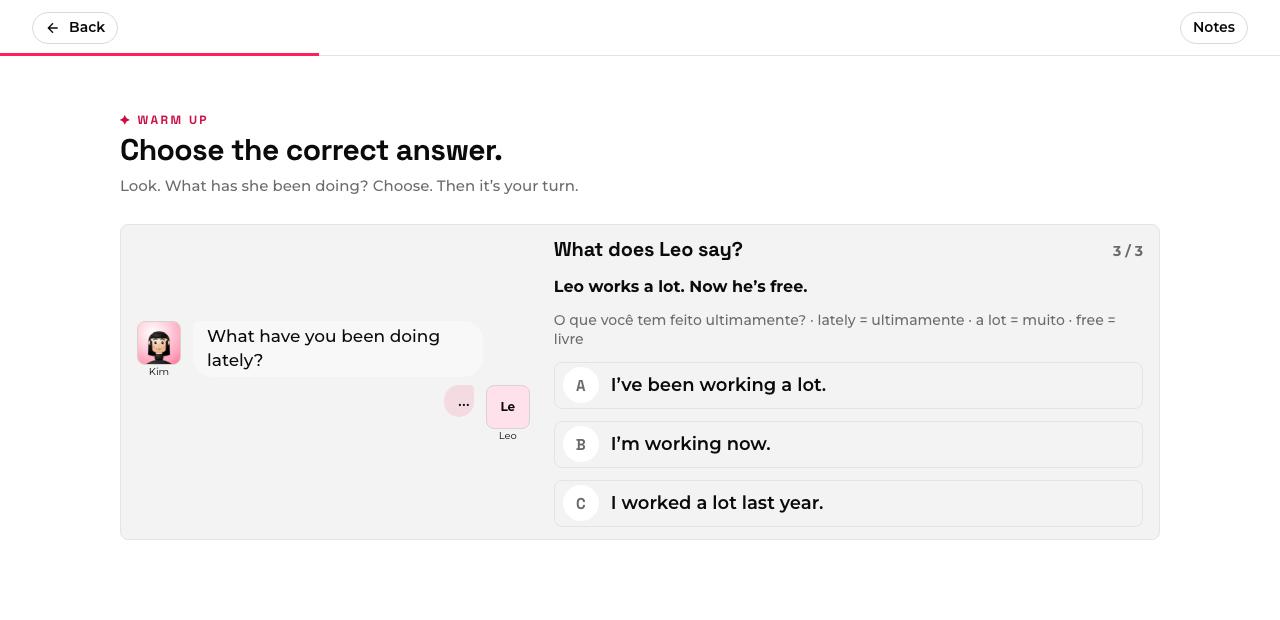 Back
Notes
WARM UP
Choose the correct answer.
Look. What has she been doing? Choose. Then it’s your turn.
What have you been doing
lately?
Kim
...
Le
Leo
What does Leo say?
3 / 3
Leo works a lot. Now he’s free.
O que você tem feito ultimamente? · lately = ultimamente · a lot = muito · free =
livre
A
I’ve been working a lot.
B
I’m working now.
C
I worked a lot last year.